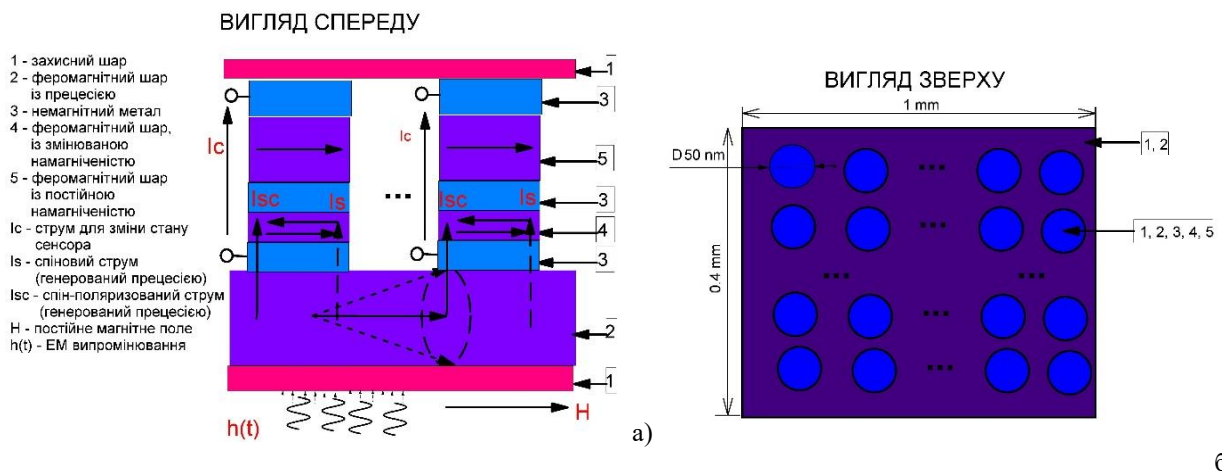 ВИГЛЯД СПЕРЕДУ
1 - захисний шар
2 - феромагнітний шар
із прецесією
3 - немагнітний метал
4 - феромагнітний шар,
із змінюваною
намагніченістю
5 - феромагнітний шар
із постійною
намагніченістю
Ic - струм для зміни стану
сенсора
Is - спіновий струм
(генерований прецесією)
Isc - спін-поляризований струм
(генерований прецесією)
H - постійне магнітне поле
h(t) - ЕМ випромінювання
Ic
Ic
Isc
Is
...
Isc
Is
1
3
5
3
4
3
2
1
h(t)
H
а)
ВИГЛЯД ЗВЕРХУ
1 mm
0.4 mm
D50 nm
1, 2
1, 2, 3, 4, 5
...
...
...
...
...
...
б